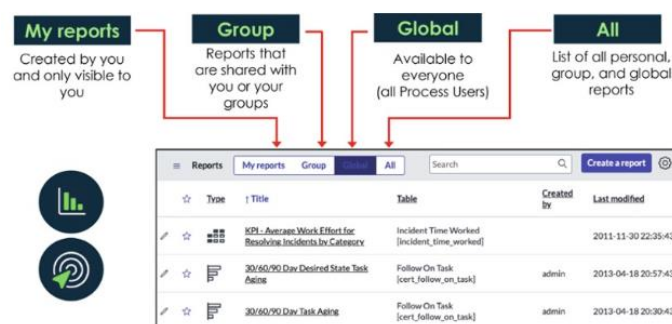 My reports
Group
Global
All
Created by you
and only visible to
you
Reports that
are shared with
you or your
groups
Available to
everyone
(all Process Users)
List of all personal,
group, and global
reports
Reports My reports Group Global All Search Create a report
Type ↑ Title Table Created by Last modified
KPI - Average Work Effort for
Resolving Incidents by Category
Incident Time Worked
[incident_time_worked]
2011-11-30 22:35:43
30/60/90 Day Desired State Task
Aging
Follow On Task
[cert_follow_on_task]
admin
2013-04-18 20:57:43
30/60/90 Day Task Aging
Follow On Task
[cert_follow_on_task]
admin
2013-04-18 20:30:43